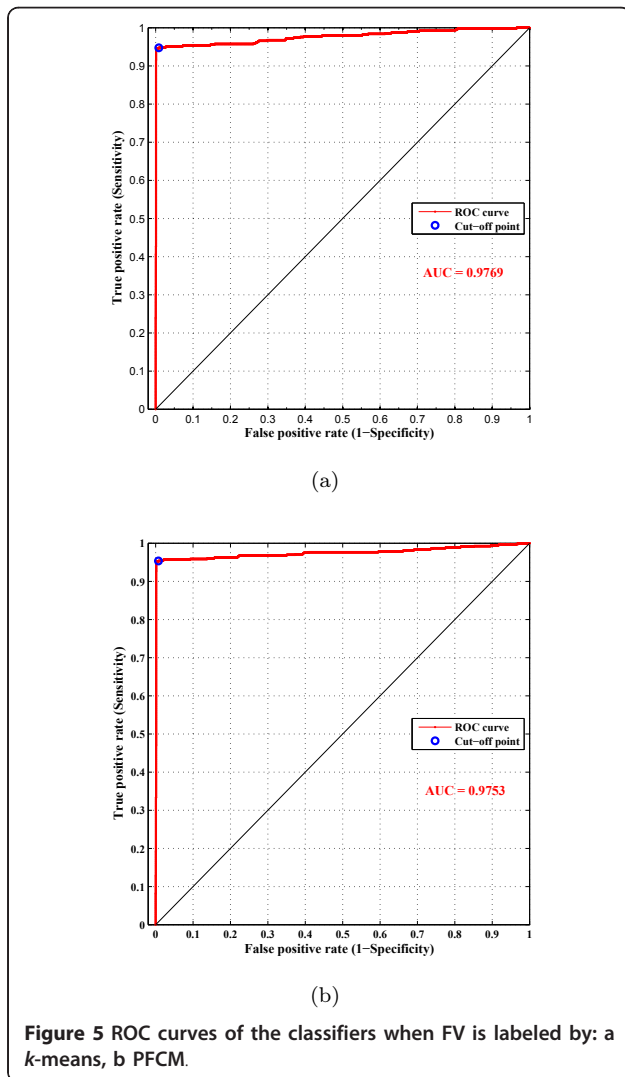 1
0.9
0.8
0.7
0.6
0.5
0.4
0.3
0.2
0.1
0
True positive rate (Sensitivity)
ROC curve
Cut−off point
AUC = 0.9769
0 0.1 0.2 0.3 0.4 0.5 0.6 0.7 0.8 0.9 1
False positive rate (1−Specificity)
(a)
1
0.9
0.8
0.7
0.6
0.5
0.4
0.3
0.2
0.1
0
True positive rate (Sensitivity)
ROC curve
Cut−off point
AUC = 0.9753
0 0.1 0.2 0.3 0.4 0.5 0.6 0.7 0.8 0.9 1
False positive rate (1−Specificity)
(b)
Figure 5 ROC curves of the classifiers when FV is labeled by: a
k-means, b PFCM.